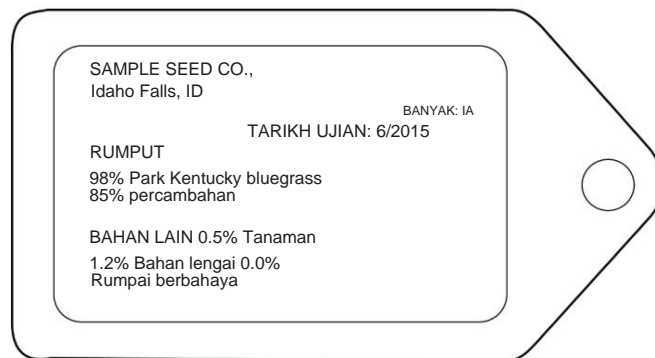 SAMPLE SEED CO.,
Idaho Falls, ID
BANYAK: IA
TARIKH UJIAN: 6/2015
RUMPUT
98% Park Kentucky bluegrass
85% percambahan
BAHAN LAIN 0.5% Tanaman
1.2% Bahan lengai 0.0%
Rumpai berbahaya